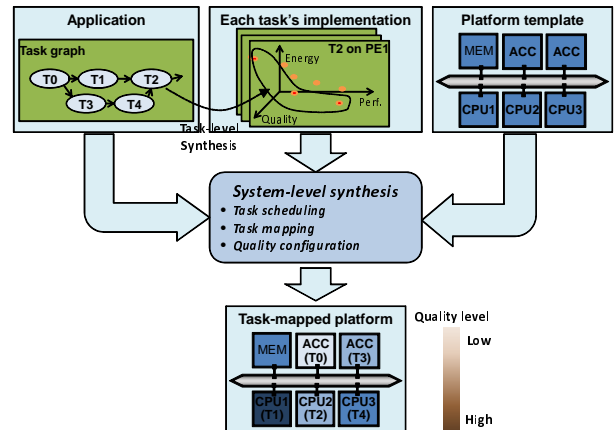 Application
Each task's implementation
Platform template
Task graph
T2 on PE1
T0
T1
T2
T3
T4
Energy
Perf.
Quality
MEM
ACC
ACC
CPU1
CPU2
CPU3
Task-level
Synthesis
System-level synthesis
• Task scheduling
• Task mapping
• Quality configuration
Task-mapped platform
Quality level
Low
High
MEM
ACC
(T0)
ACC
(T3)
CPU1
(T1)
CPU2
(T2)
CPU3
(T4)